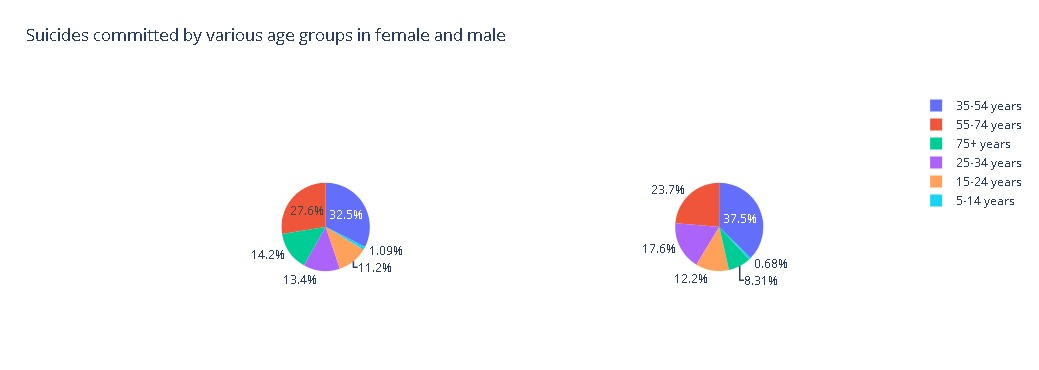 Suicides committed by various age groups in female and male
35-54 years
55-74 years
75+ years
25-34 years
15-24 years
5-14 years
27.6%
32.5%
14.2%
1.09%
11.2%
13.4%
23.7%
37.5%
17.6%
0.68%
12.2%
8.31%